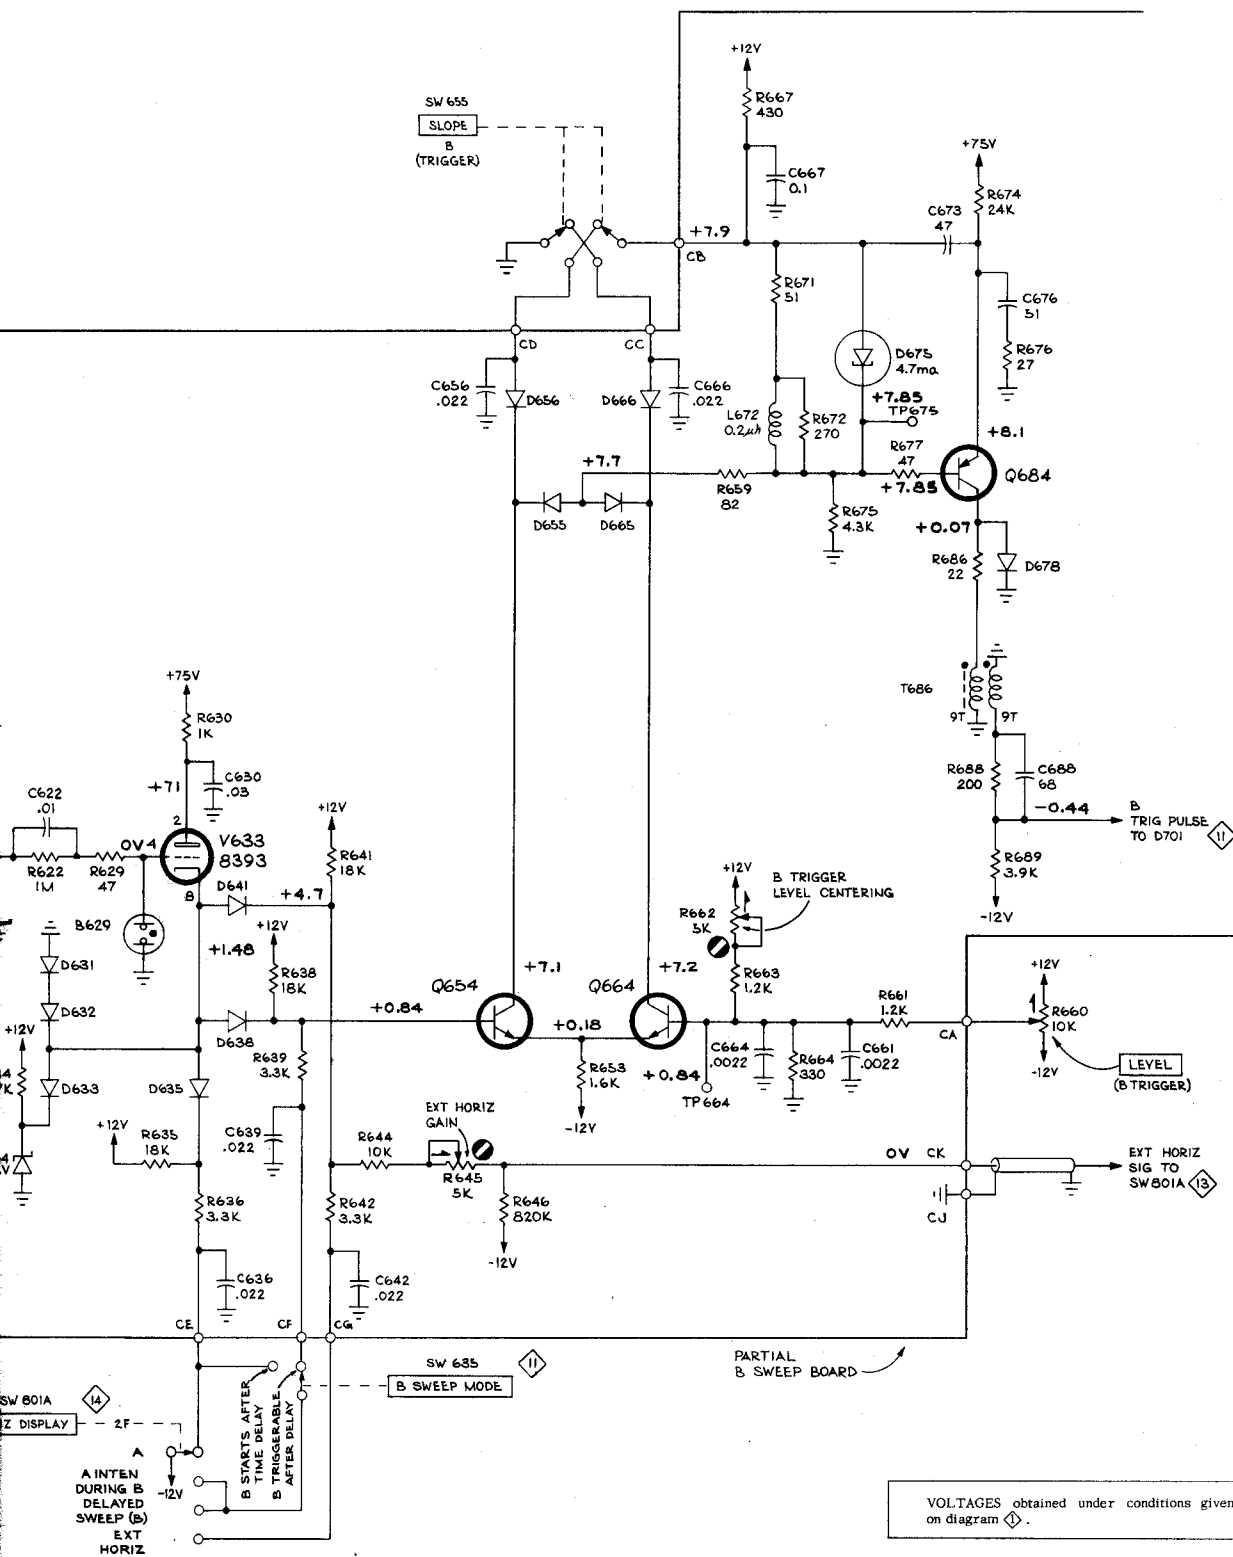 +12V
R667
430
SW 655
SLOPE
B
(TRIGGER)
+75V
C667
0.1
R674
24K
C673
47
+7.9
CB
R671
51
C676
51
D675
4.7ma
R676
27
CD
CC
C656
.022
D656
D666
C666
.022
+7.85
TP675
L672
0.2µh
R672
270
+8.1
R677
47
+7.7
Q684
R659
82
+7.85
D655
D665
R675
4.3K
+0.07
R686
22
D678
+75V
T686
R630
1K
9T
9T
+71
C630
.03
R688
200
C688
68
C622
.01
+12V
-0.44
B
TRIG PULSE
TO D701
11
2
0V
4
V633
8393
R641
18K
R622
1M
R629
47
R689
3.9K
D641
+4.7
+12V
B TRIGGER
LEVEL CENTERING
8
B629
+12V
R662
5K
-12V
+1.48
D631
R638
18K
+7.1
+7.2
+12V
Q654
Q664
R663
1.2K
R661
1.2K
D632
+0.84
R660
10K
+12V
+0.18
D638
CA
R639
3.3K
C664
.0022
C661
.0022
R653
1.6K
+0.84
R664
330
-12V
LEVEL
(B TRIGGER)
D633
D635
TP664
EXT HORIZ
GAIN
-12V
+12V
R635
18K
C639
.022
R644
10K
0V
CK
EXT HORIZ
SIG TO
SW801A
13
R645
5K
R636
3.3K
R642
3.3K
R646
820K
CJ
-12V
C636
.022
C642
.022
CE
CF
CG
PARTIAL
B SWEEP BOARD
SW 635
11
B SWEEP MODE
SW 801A
14
Z DISPLAY
2F
B STARTS AFTER
TIME DELAY
B TRIGGERABLE
AFTER DELAY
A
-12V
A INTEN
DURING B
DELAYED
SWEEP (B)
EXT
HORIZ
VOLTAGES obtained under conditions given
on diagram 1 .